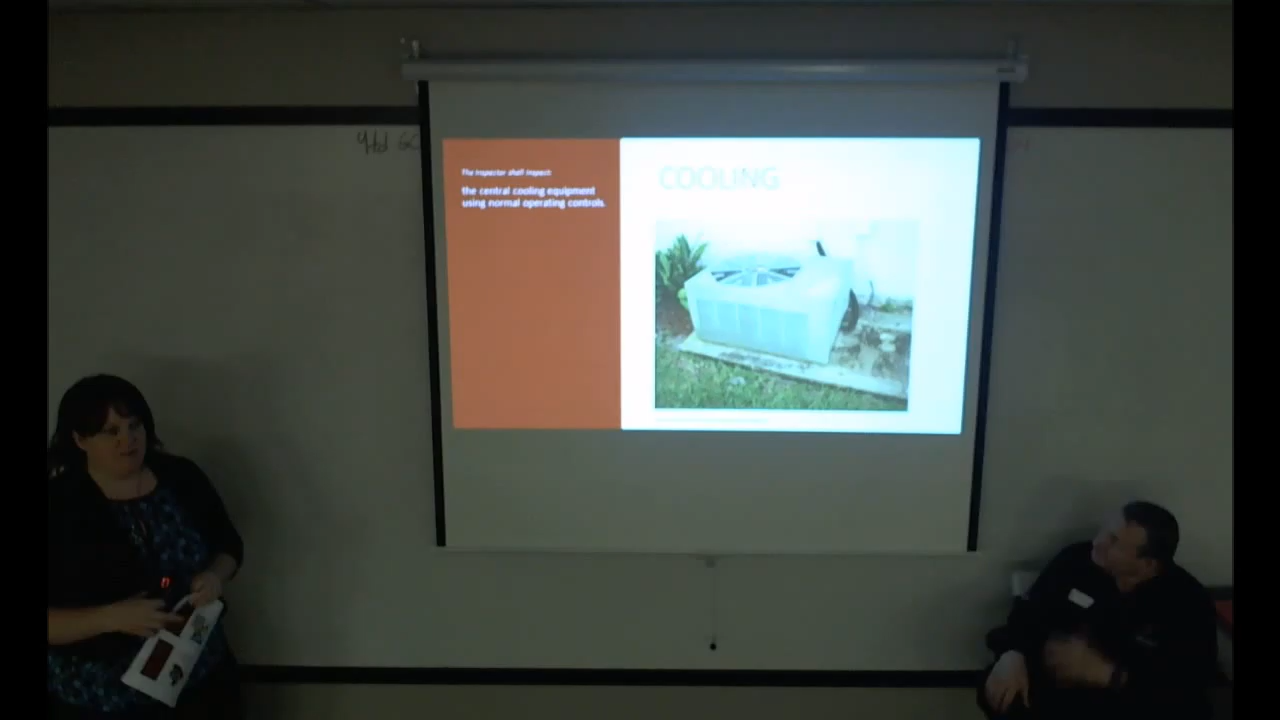 The inspector shall inspect:
the central cooling equipment
using normal operating controls.
COOLING